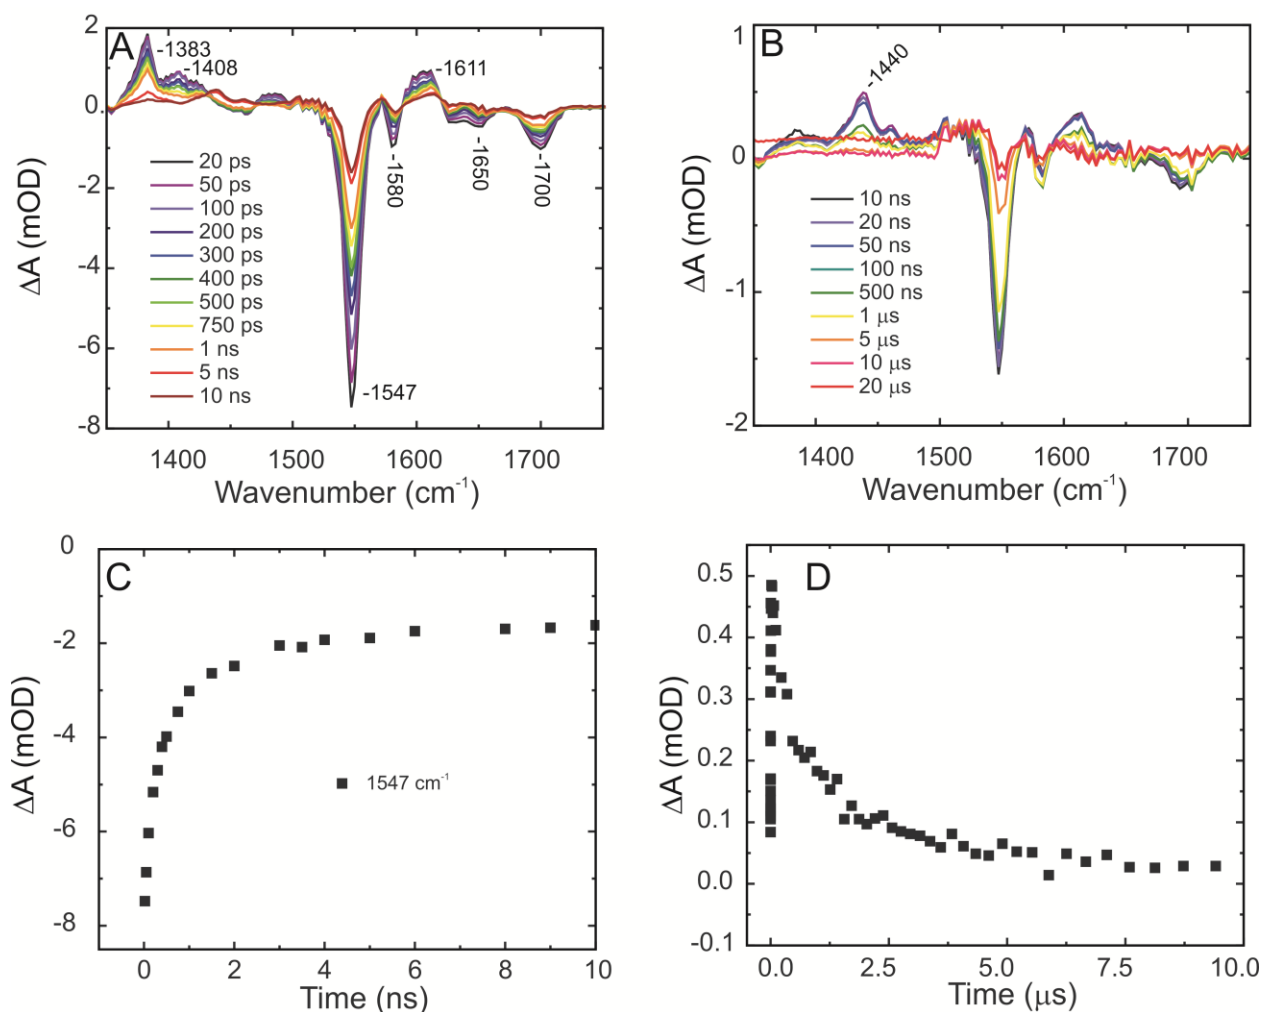 A
2
0
-2
-4
-6
-8
ΔA (mOD)
-1383
-1408
-1611
-1580
-1650
-1700
-1547
20 ps
50 ps
100 ps
200 ps
300 ps
400 ps
500 ps
750 ps
1 ns
5 ns
10 ns
1400 1500 1600 1700
Wavenumber (cm⁻¹)
B
1
0
-1
-2
ΔA (mOD)
-1440
10 ns
20 ns
50 ns
100 ns
500 ns
1 μs
5 μs
10 μs
20 μs
1400 1500 1600 1700
Wavenumber (cm⁻¹)
C
0
-2
-4
-6
-8
ΔA (mOD)
1547 cm⁻¹
0 2 4 6 8 10
Time (ns)
D
0.5
0.4
0.3
0.2
0.1
0.0
-0.1
ΔA (mOD)
0.0 2.5 5.0 7.5 10.0
Time (μs)